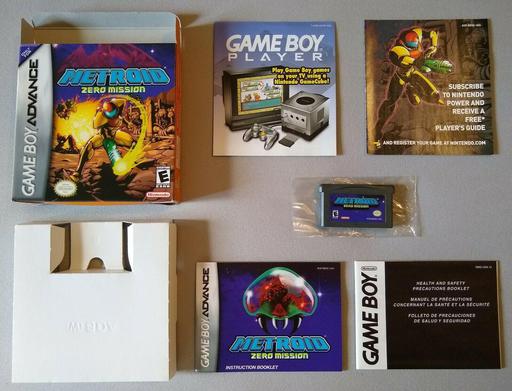 GAME BOY ADVANCE
METROID
ZERO MISSION
E
Nintendo
GAME BOY
PLAYER
Play Game Boy games
on your TV using a
Nintendo GameCube!
SUBSCRIBE
TO NINTENDO
POWER AND
RECEIVE A
FREE*
PLAYER'S GUIDE
AND REGISTER YOUR GAME AT NINTENDO.COM
METROID
ZERO MISSION
E
GAME BOY ADVANCE
METROID
ZERO MISSION
INSTRUCTION BOOKLET
GAME BOY
Nintendo
HEALTH AND SAFETY
PRECAUTIONS BOOKLET
MANUEL DE PRÉCAUTIONS
CONCERNANT LA SANTÉ ET LA SÉCURITÉ
FOLLETO DE PRECAUCIONES
DE SALUD Y SEGURIDAD